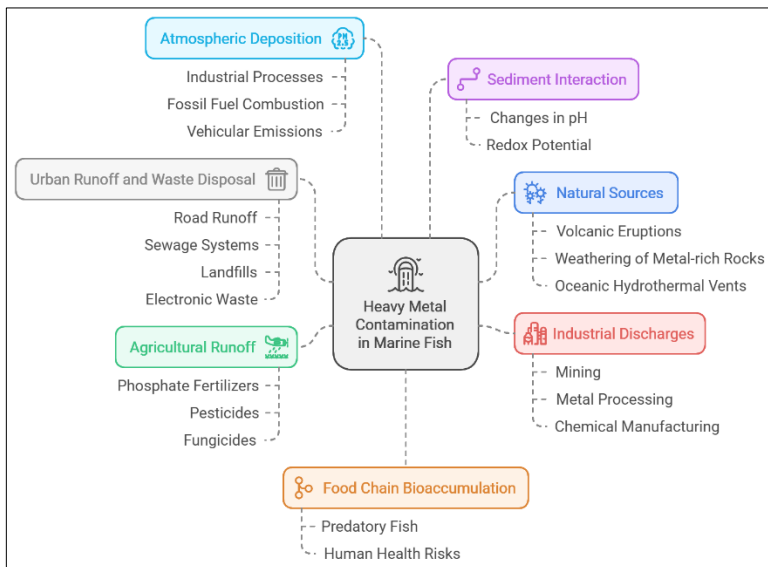 Atmospheric Deposition
PM
2.5
Industrial Processes
Fossil Fuel Combustion
Vehicular Emissions
Sediment Interaction
Changes in pH
Redox Potential
Urban Runoff and Waste Disposal
Road Runoff
Sewage Systems
Landfills
Electronic Waste
Natural Sources
Volcanic Eruptions
Weathering of Metal-rich Rocks
Oceanic Hydrothermal Vents
Heavy Metal
Contamination
in Marine Fish
Agricultural Runoff
Phosphate Fertilizers
Pesticides
Fungicides
Industrial Discharges
Mining
Metal Processing
Chemical Manufacturing
Food Chain Bioaccumulation
Predatory Fish
Human Health Risks